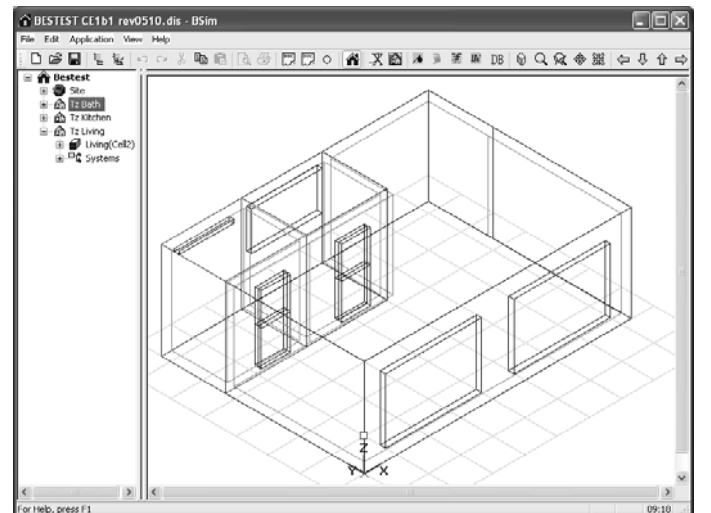 BESTEST CE1b1 rev0510.dis - BSim
File Edit Application View Help
DB
Bestest
Site
Tz Bath
Tz Kitchen
Tz Living
Living(Cell2)
Systems
Z
Y X
For Help, press F1
09:18